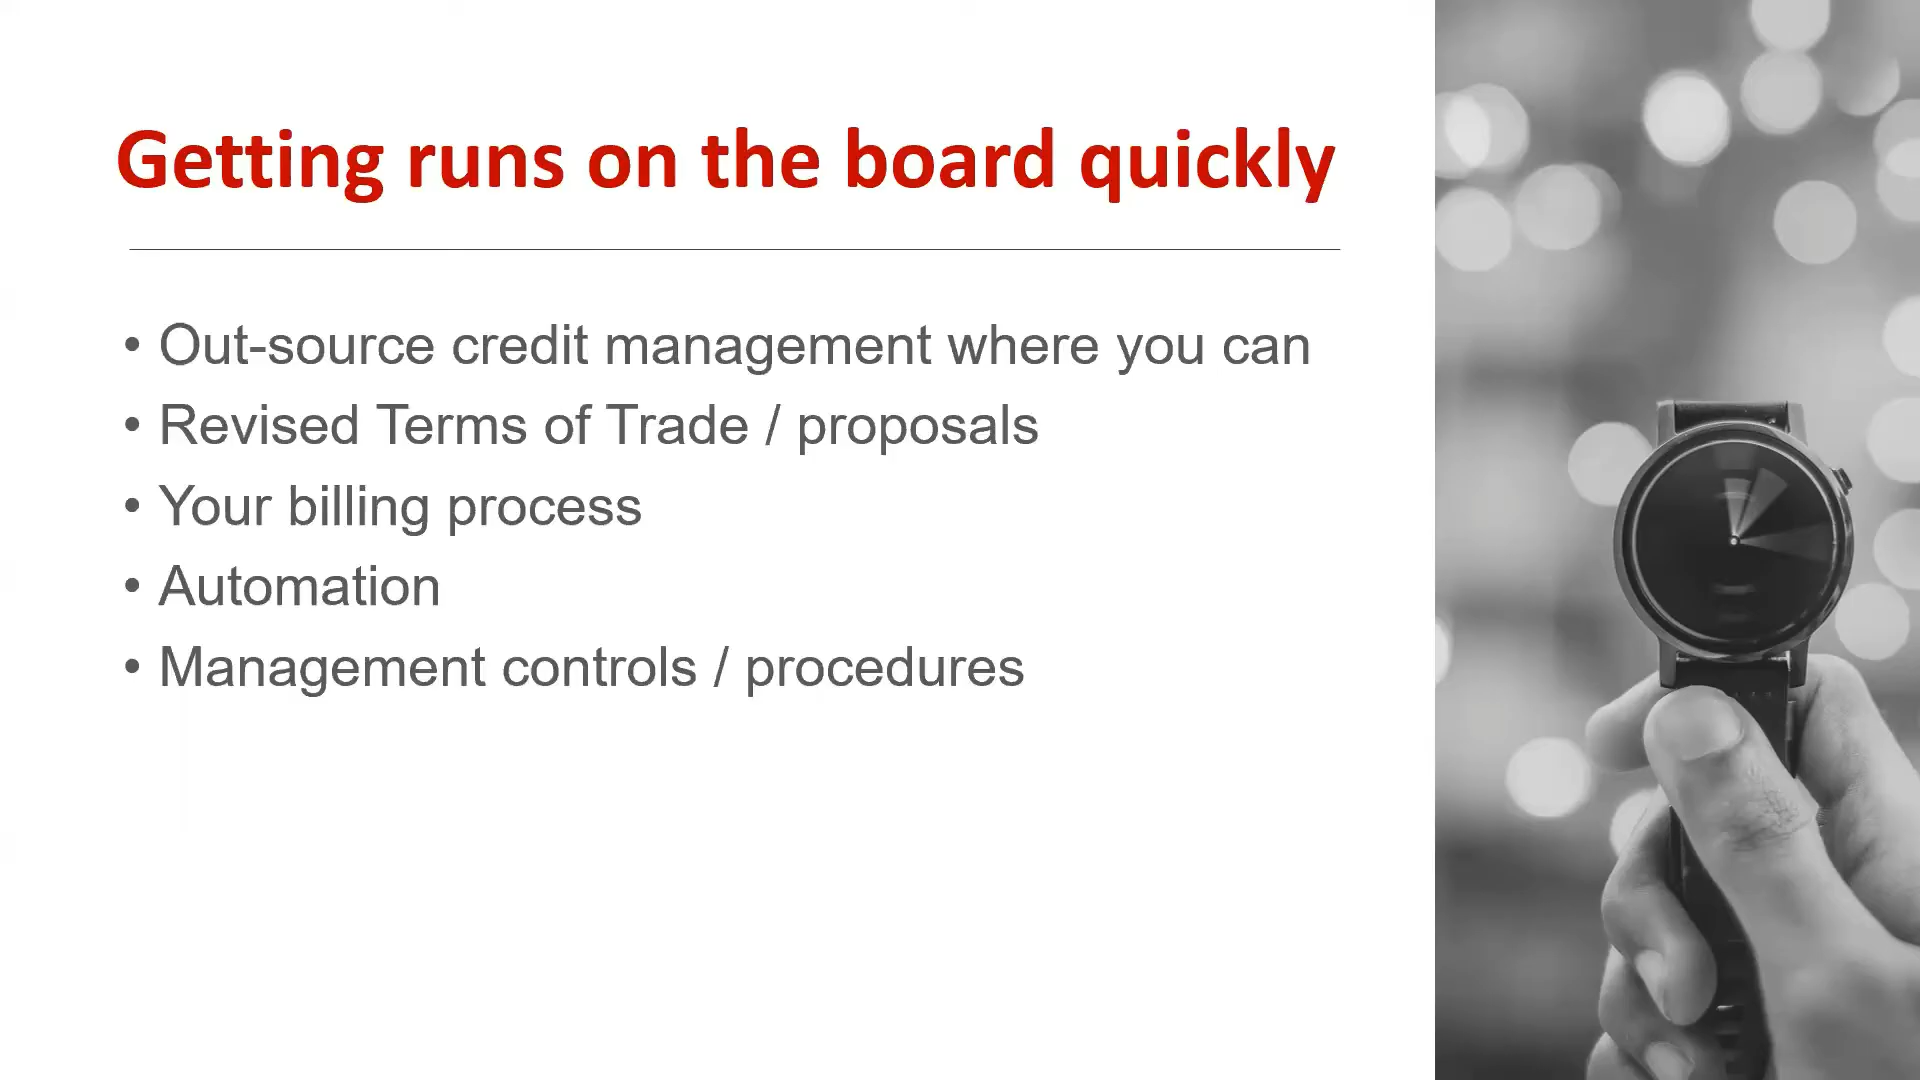 Getting runs on the board quickly
• Out-source credit management where you can
• Revised Terms of Trade / proposals
• Your billing process
• Automation
• Management controls / procedures